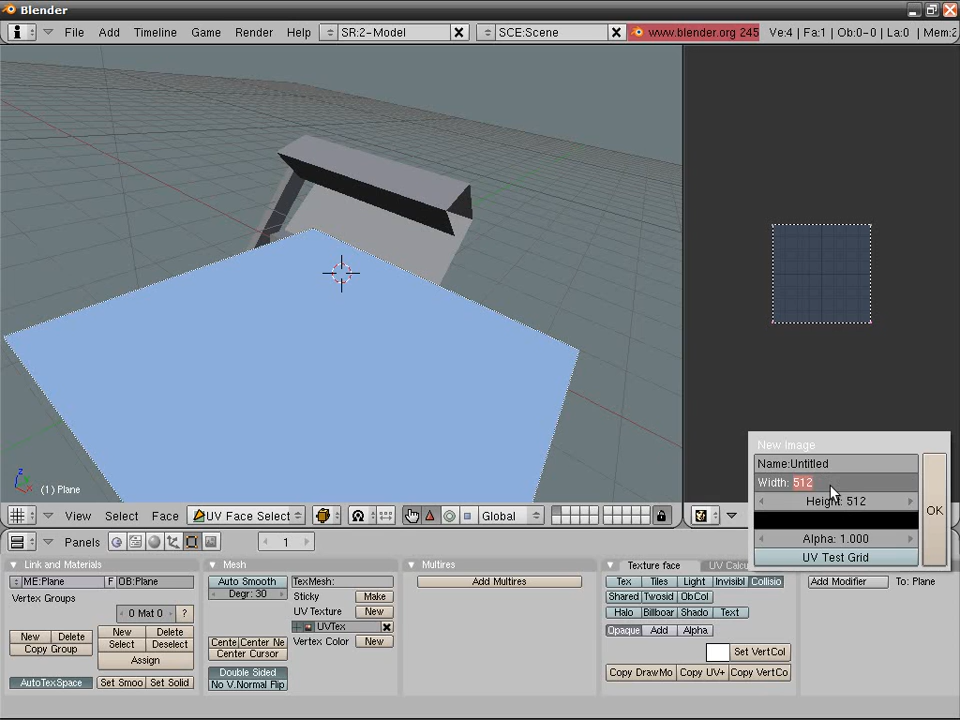 Blender
File Add Timeline Game Render Help SR:2-Model SCE:Scene www.blender.org 245 Ve:4 | Fa:1 | Ob:0-0 | La:0 | Mem:2
z
(1) Plane
New Image
Name:Untitled
Width: 512
Height: 512
Alpha: 1.000
UV Test Grid
OK
View Select Face UV Face Select Global
Panels 1
Link and Materials
ME:Plane F OB:Plane
Vertex Groups
0 Mat 0 ?
New Delete New Delete
Copy Group Select Deselect
Assign
AutoTexSpace Set Smoo Set Solid
Mesh
Auto Smooth TexMesh:
Degr: 30 Sticky Make
UV Texture New
UVTex
Cente Center Ne Vertex Color New
Center Cursor
Double Sided
No V.Normal Flip
Multires
Add Multires
Texture face UV Calcu
Tex Tiles Light Invisibl Collisio
Shared Twosid ObCol
Halo Billboar Shado Text
Opaque Add Alpha
Set VertCol
Copy DrawMo Copy UV+ Copy VertCo
Add Modifier To: Plane